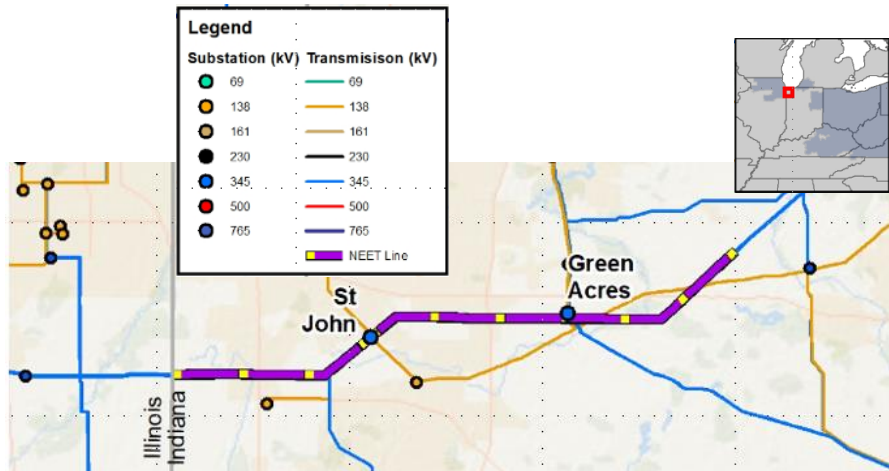 Legend
Substation (kV) Transmisison (kV)
69 69
138 138
161 161
230 230
345 345
500 500
765 765
NEET Line
St
John
Green
Acres
Illinois
Indiana